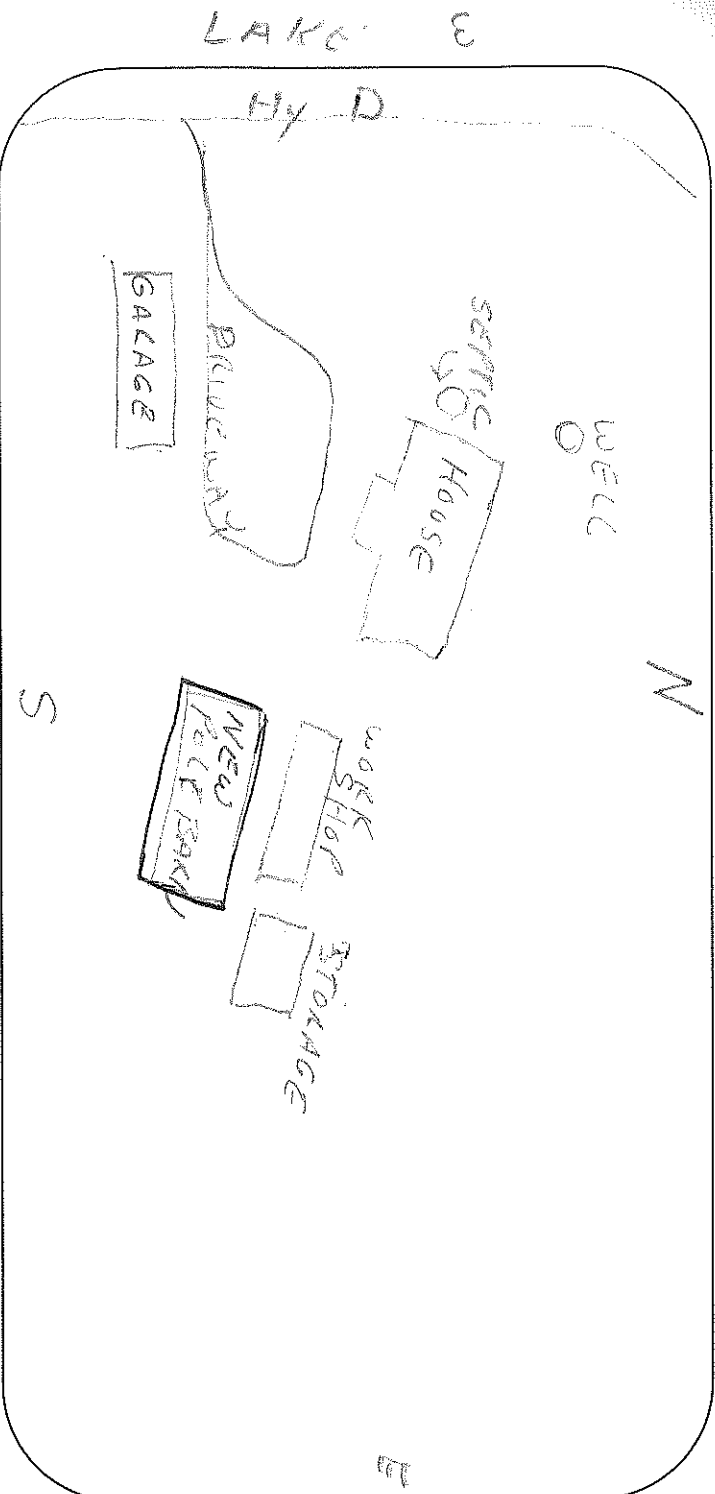 N
WELL
W
SEPTIC
HOUSE
LAKE
Hy D
WORK
SHOP
STORAGE
DRIVEWAY
NEW
POLE BARN
GARAGE
S
E